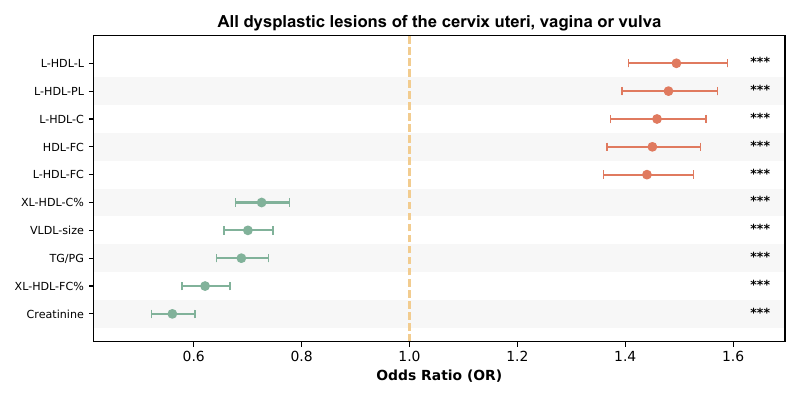 All dysplastic lesions of the cervix uteri, vagina or vulva
L-HDL-L ***
L-HDL-PL ***
L-HDL-C ***
HDL-FC ***
L-HDL-FC ***
XL-HDL-C% ***
VLDL-size ***
TG/PG ***
XL-HDL-FC% ***
Creatinine ***
0.6 0.8 1.0 1.2 1.4 1.6
Odds Ratio (OR)